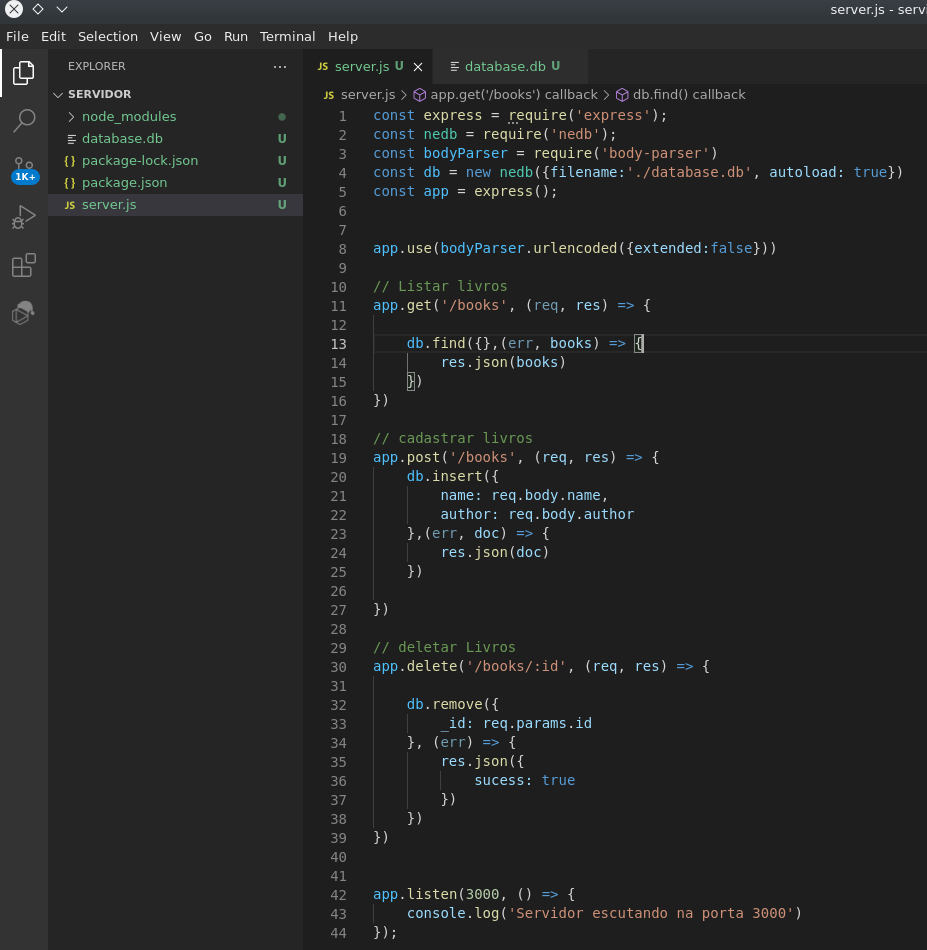 server.js - serv
File Edit Selection View Go Run Terminal Help
EXPLORER ...
SERVIDOR
node_modules
database.db U
{} package-lock.json U
{} package.json U
JS server.js U
1K+
JS server.js U database.db U
JS server.js > app.get('/books') callback > db.find() callback
1 const express = require('express');
2 const nedb = require('nedb');
3 const bodyParser = require('body-parser')
4 const db = new nedb({filename:'./database.db', autoload: true})
5 const app = express();
6
7
8 app.use(bodyParser.urlencoded({extended:false}))
9
10 // Listar livros
11 app.get('/books', (req, res) => {
12
13 db.find({},(err, books) => {
14 res.json(books)
15 })
16 })
17
18 // cadastrar livros
19 app.post('/books', (req, res) => {
20 db.insert({
21 name: req.body.name,
22 author: req.body.author
23 },(err, doc) => {
24 res.json(doc)
25 })
26
27 })
28
29 // deletar Livros
30 app.delete('/books/:id', (req, res) => {
31
32 db.remove({
33 _id: req.params.id
34 }, (err) => {
35 res.json({
36 sucess: true
37 })
38 })
39 })
40
41
42 app.listen(3000, () => {
43 console.log('Servidor escutando na porta 3000')
44 });